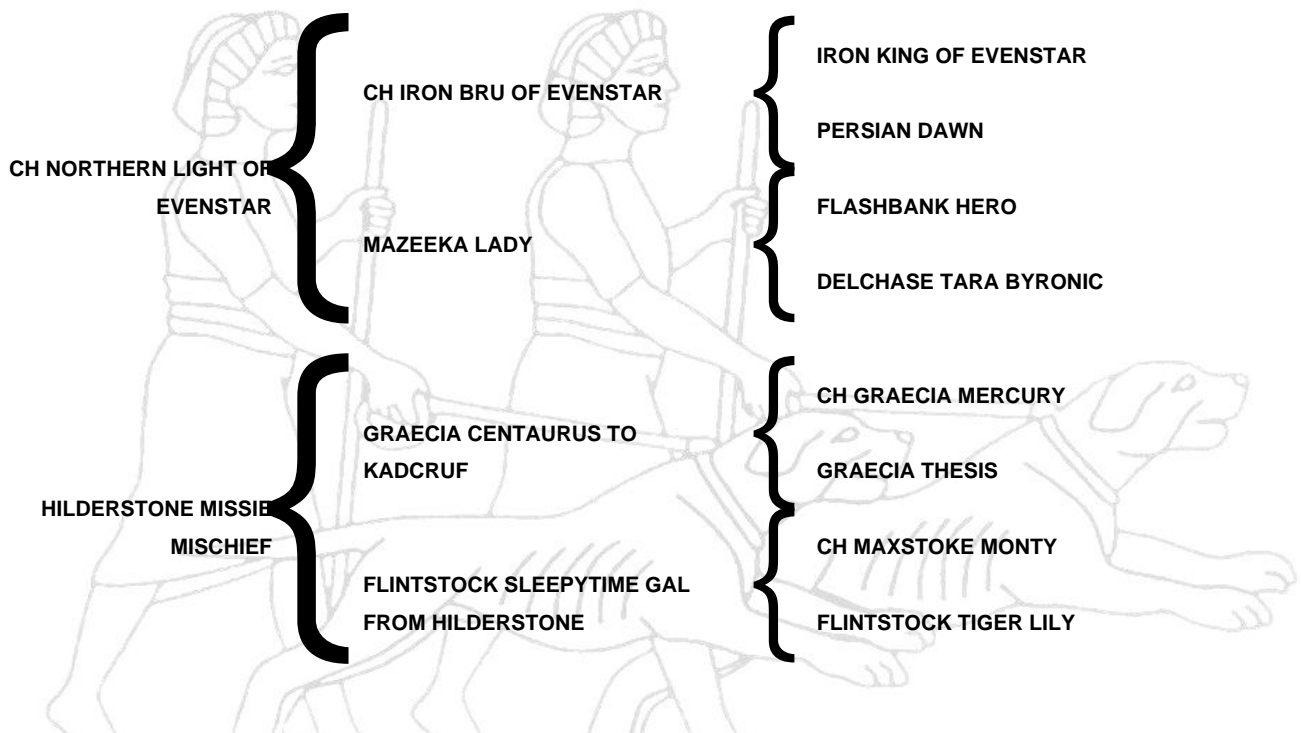 CH NORTHERN LIGHT OF
EVENSTAR
CH IRON BRU OF EVENSTAR
IRON KING OF EVENSTAR
PERSIAN DAWN
MAZEEKA LADY
FLASHBANK HERO
DELCHASE TARA BYRONIC
HILDERSTONE MISSIE
MISCHIEF
GRAECIA CENTAURUS TO
KADCRUF
CH GRAECIA MERCURY
GRAECIA THESIS
FLINTSTOCK SLEEPYTIME GAL
FROM HILDERSTONE
CH MAXSTOKE MONTY
FLINTSTOCK TIGER LILY